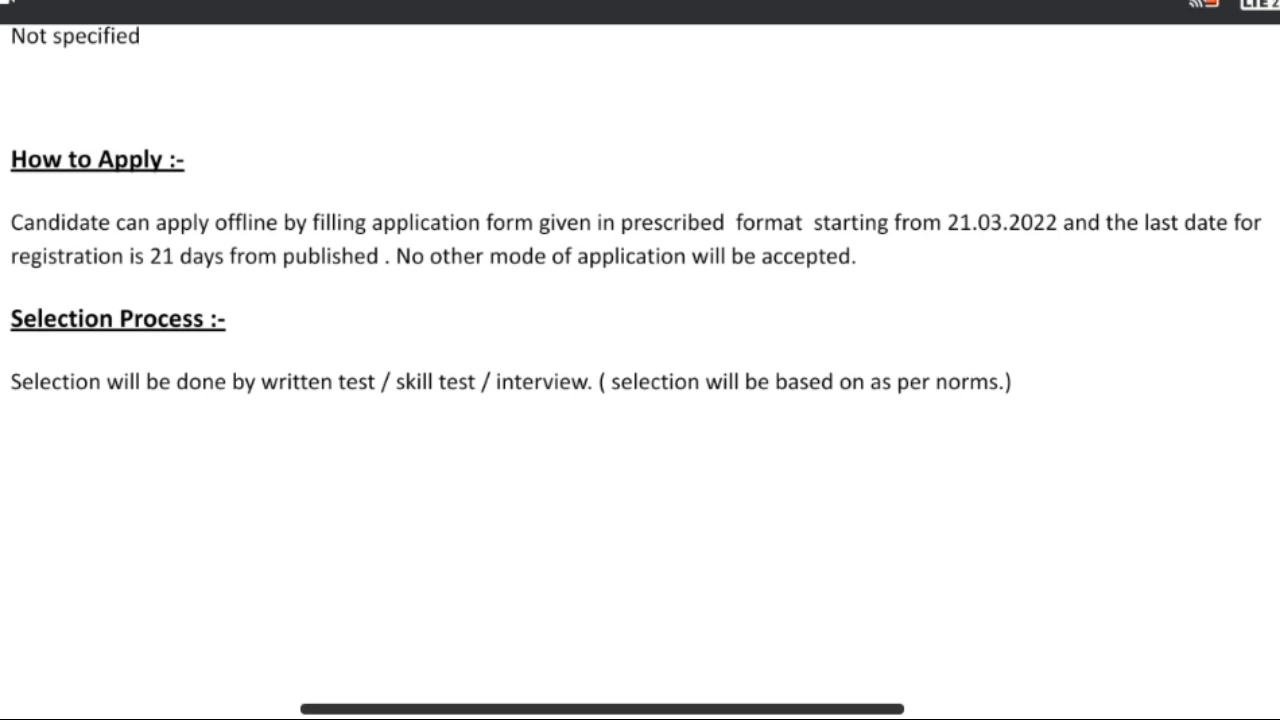 Not specified
How to Apply :-
Candidate can apply offline by filling application form given in prescribed  format  starting from 21.03.2022 and the last date for
registration is 21 days from published . No other mode of application will be accepted.
Selection Process :-
Selection will be done by written test / skill test / interview. ( selection will be based on as per norms.)